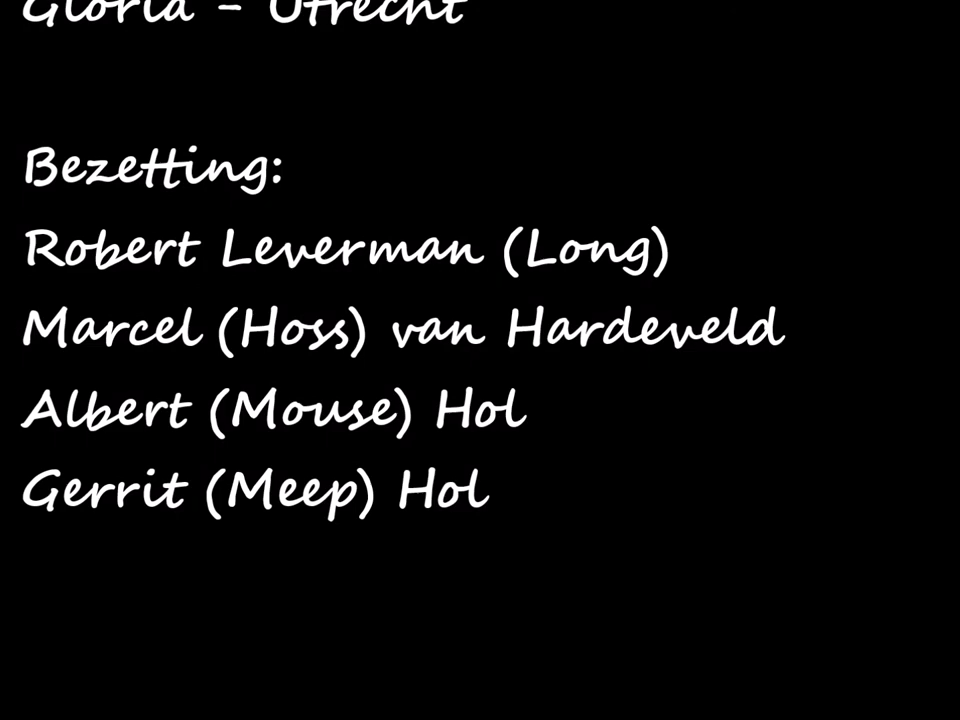 Gloria - Utrecht
Bezetting:
Robert Leverman (Long)
Marcel (Hoss) van Hardeveld
Albert (Mouse) Hol
Gerrit (Meep) Hol